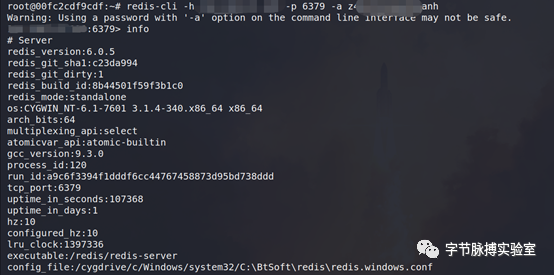 root@00fc2cdf9cdf:~# redis-cli -h -p 6379 -a z4 anh
Warning: Using a password with '-a' option on the command line interface may not be safe.
:6379> info
# Server
redis_version:6.0.5
redis_git_sha1:c23da994
redis_git_dirty:1
redis_build_id:8b44501f59f3b1c0
redis_mode:standalone
os:CYGWIN_NT-6.1-7601 3.1.4-340.x86_64 x86_64
arch_bits:64
multiplexing_api:select
atomicvar_api:atomic-builtin
gcc_version:9.3.0
process_id:120
run_id:a9c6f3394f1dddf6cc44767458873d95bd738ddd
tcp_port:6379
uptime_in_seconds:107368
uptime_in_days:1
hz:10
configured_hz:10
lru_clock:1397336
executable:/redis/redis-server
config_file:/cygdrive/c/Windows/system32/C:\BtSoft\redis\redis.windows.conf
字节脉搏实验室